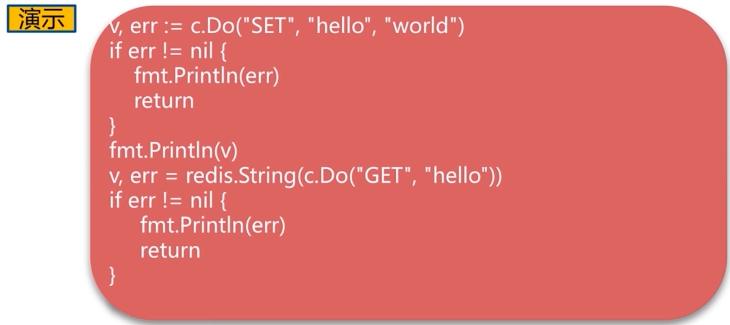 演示
v, err := c.Do("SET", "hello", "world")
if err != nil {
fmt.Println(err)
return
}
fmt.Println(v)
v, err = redis.String(c.Do("GET", "hello"))
if err != nil {
fmt.Println(err)
return
}